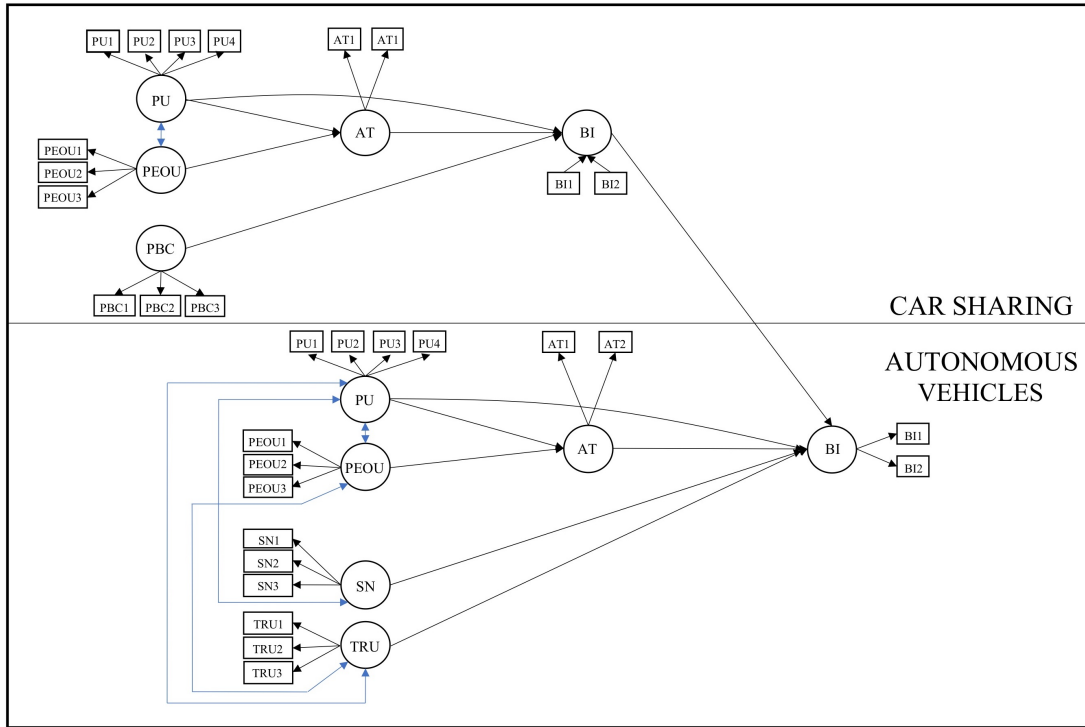 PU1
PU2
PU3
PU4
AT1
AT1
PU
AT
BI
PEOU1
PEOU2
PEOU3
PEOU
BI1
BI2
PBC
PBC1
PBC2
PBC3
CAR SHARING
AUTONOMOUS
VEHICLES
PU1
PU2
PU3
PU4
AT1
AT2
PU
PEOU1
PEOU2
PEOU3
PEOU
AT
BI
BI1
BI2
SN1
SN2
SN3
SN
TRU1
TRU2
TRU3
TRU